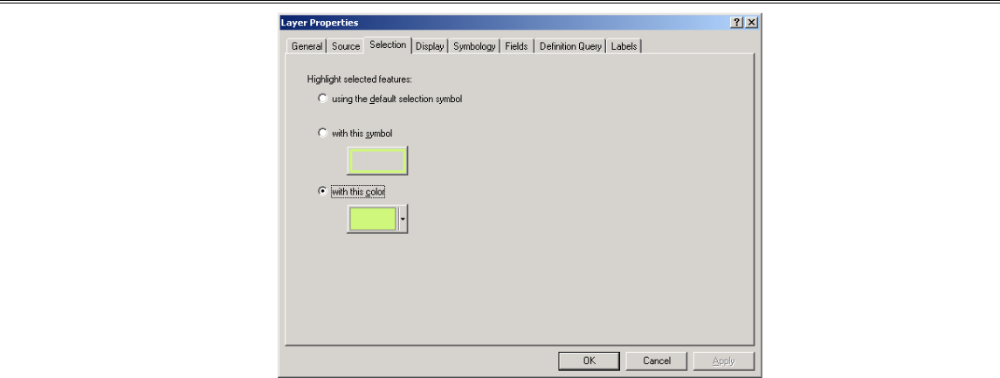 Layer Properties
General Source Selection Display Symbology Fields Definition Query Labels
Highlight selected features:
using the default selection symbol
with this symbol
with this color
OK Cancel Apply